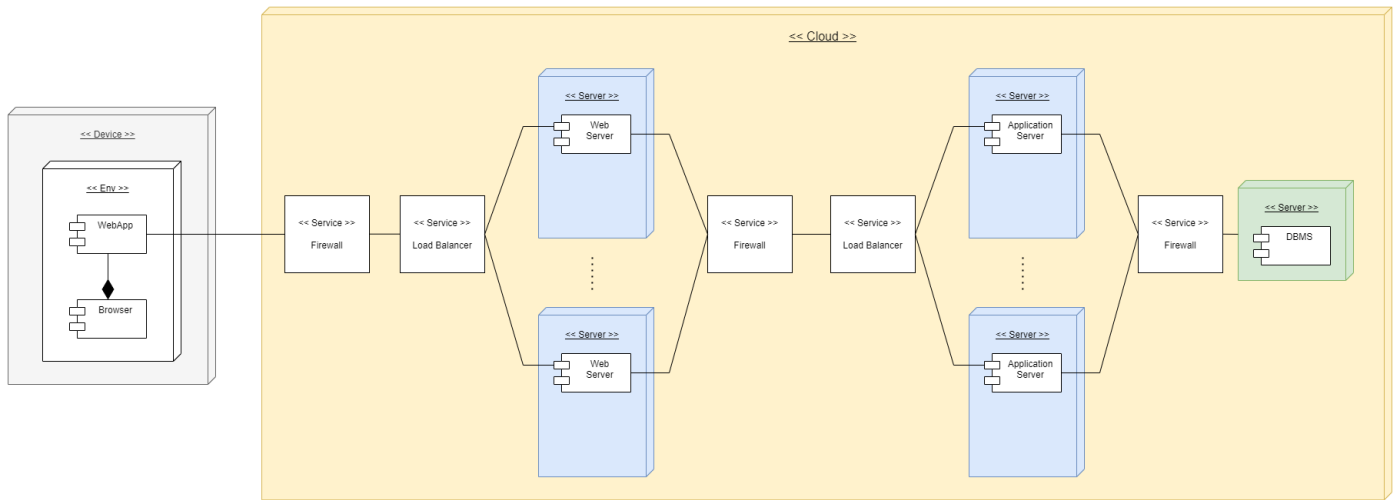 << Cloud >>
<< Device >>
<< Env >>
WebApp
Browser
<< Service >>
Firewall
<< Service >>
Load Balancer
<< Server >>
Web
Server
<< Server >>
Web
Server
<< Service >>
Firewall
<< Service >>
Load Balancer
<< Server >>
Application
Server
<< Server >>
Application
Server
<< Service >>
Firewall
<< Server >>
DBMS